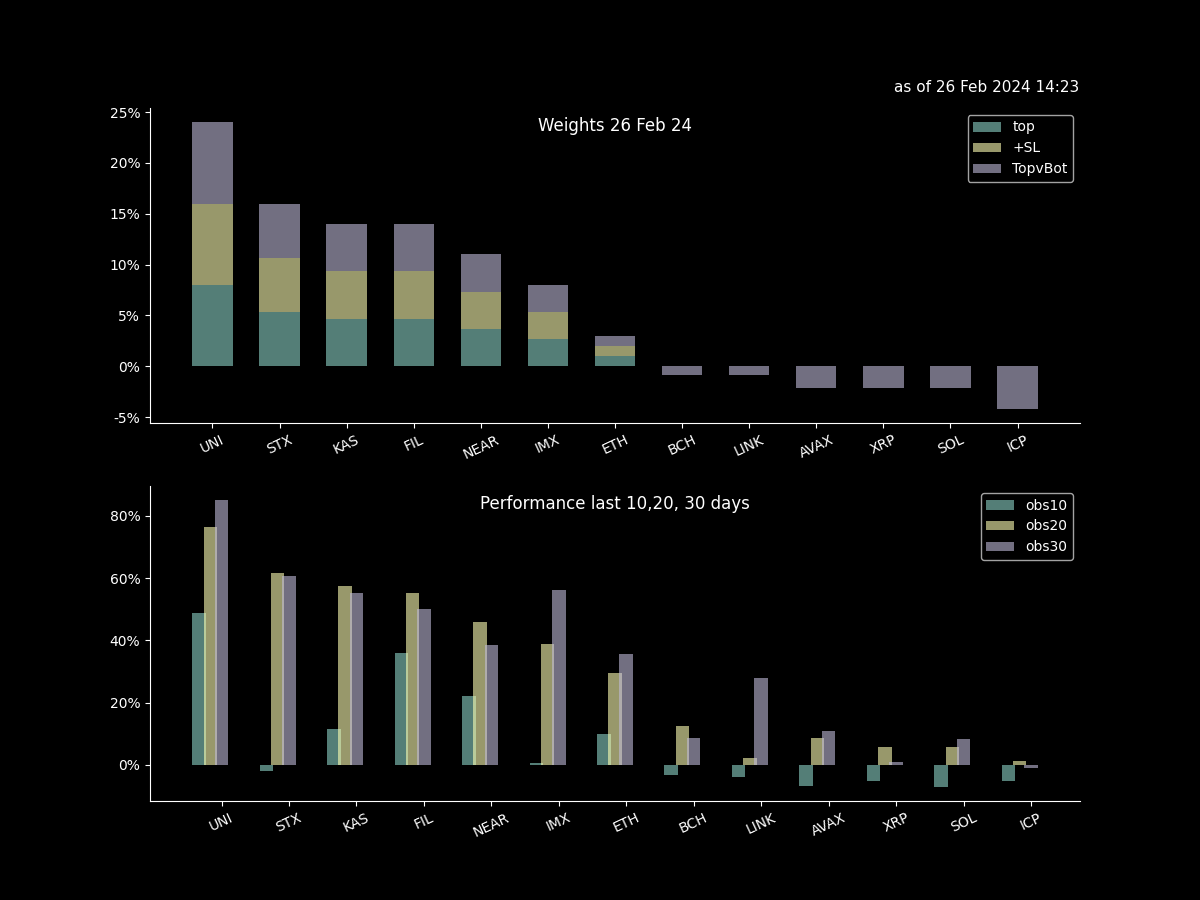 as of 26 Feb 2024 14:23
Weights 26 Feb 24
top
+SL
TopvBot
25%
20%
15%
10%
5%
0%
-5%
UNI STX KAS FIL NEAR IMX ETH BCH LINK AVAX XRP SOL ICP
Performance last 10,20, 30 days
obs10
obs20
obs30
80%
60%
40%
20%
0%
UNI STX KAS FIL NEAR IMX ETH BCH LINK AVAX XRP SOL ICP